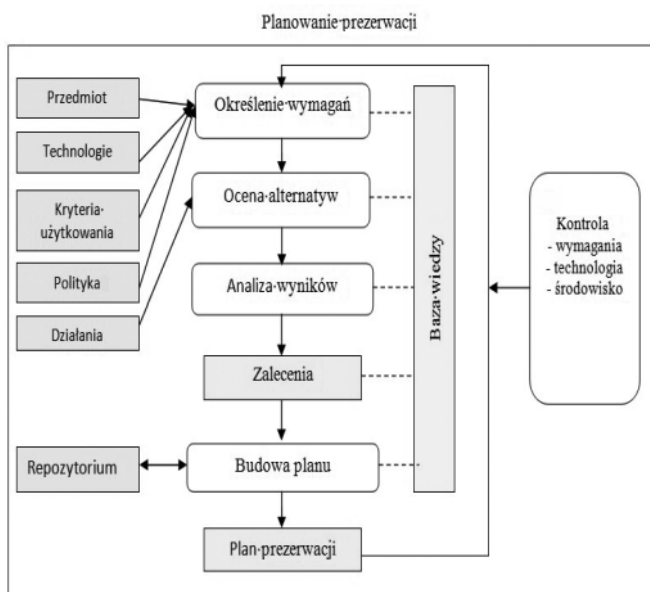 Planowanie·prezerwacji
Przedmiot
Technologie
Kryteria·
użytkowania
Polityka
Działania
Repozytorium
Określenie·wymagań
Ocena·alternatyw
Analiza·wyników
Zalecenia
Budowa planu
Plan·prezerwacji
Baza·wiedzy
Kontrola
- wymagania
- technologia
- środowisko